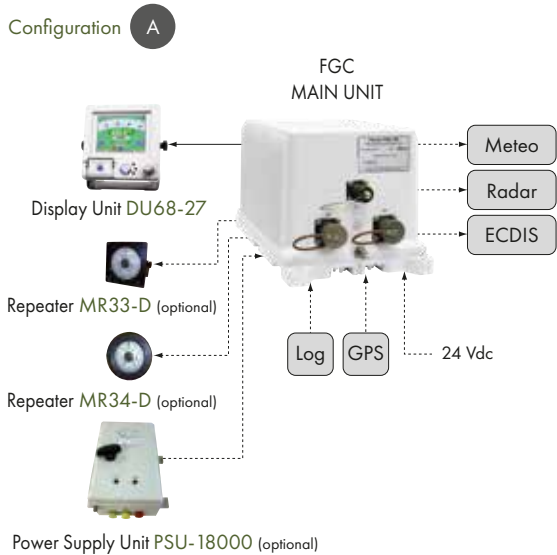 Configuration A
FGC
MAIN UNIT
Meteo
Radar
ECDIS
Display Unit DU68-27
Repeater MR33-D (optional)
Log
GPS
24 Vdc
Repeater MR34-D (optional)
Power Supply Unit PSU-18000 (optional)